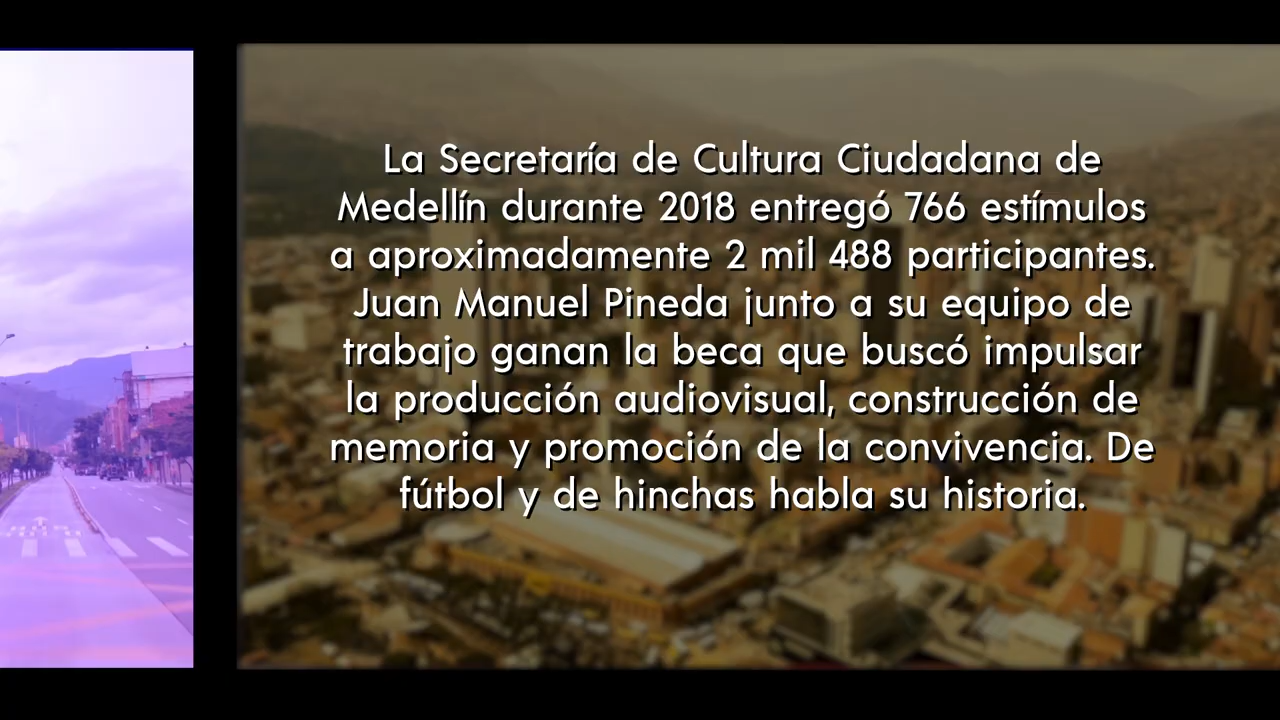 La Secretaría de Cultura Ciudadana de
Medellín durante 2018 entregó 766 estímulos
a aproximadamente 2 mil 488 participantes.
Juan Manuel Pineda junto a su equipo de
trabajo ganan la beca que buscó impulsar
la producción audiovisual, construcción de
memoria y promoción de la convivencia. De
fútbol y de hinchas habla su historia.